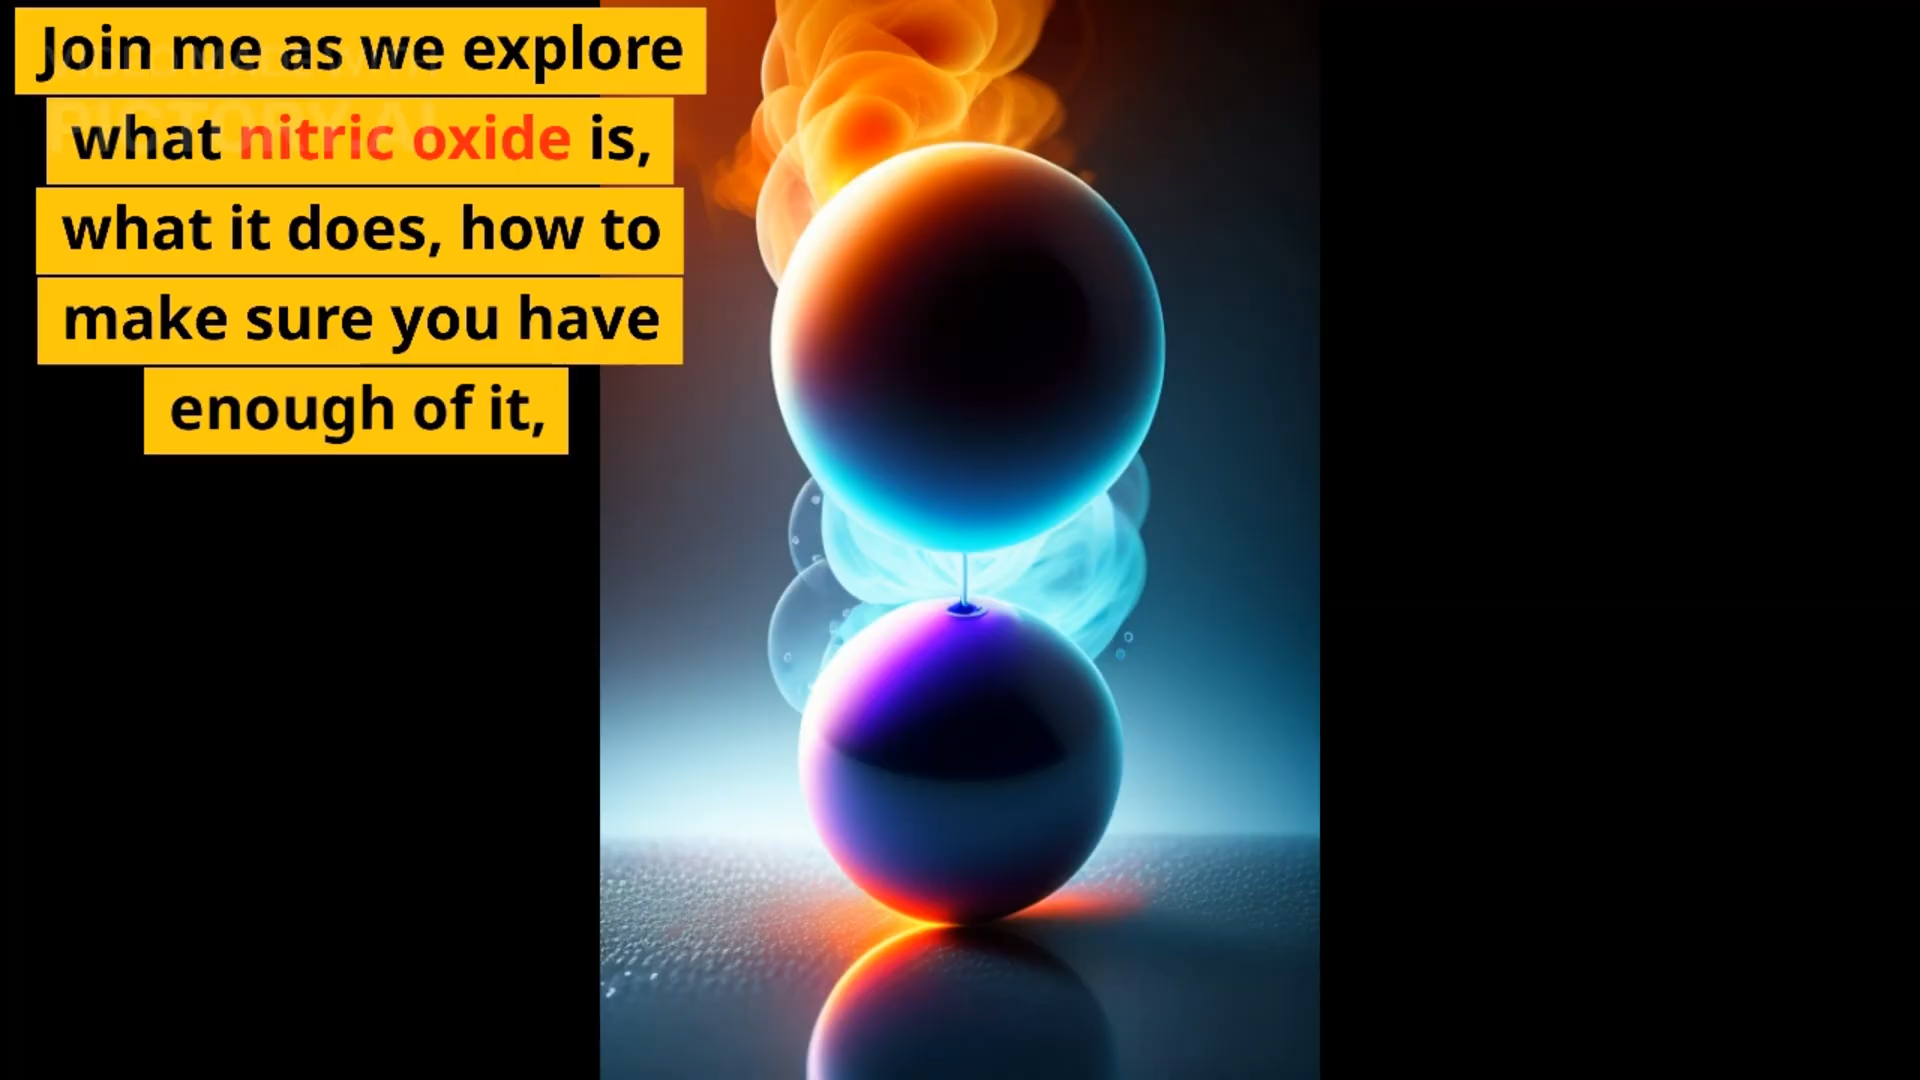 Join me as we explore
what nitric oxide is,
what it does, how to
make sure you have
enough of it,